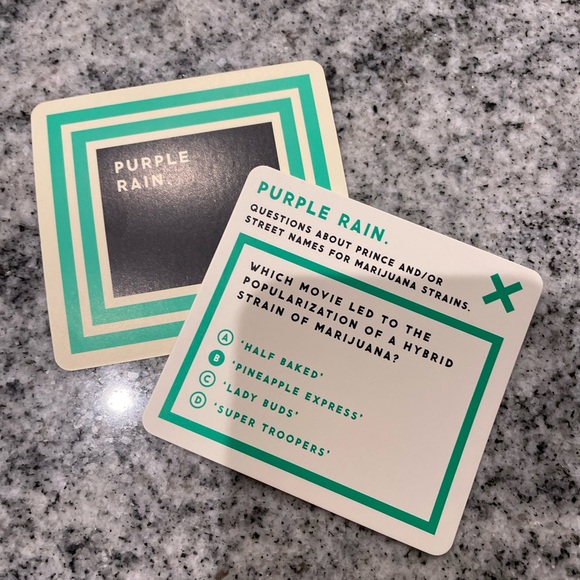 PURPLE
RAIN.
PURPLE RAIN.
QUESTIONS ABOUT PRINCE AND/OR
STREET NAMES FOR MARIJUANA STRAINS.
WHICH MOVIE LED TO THE
POPULARIZATION OF A HYBRID
STRAIN OF MARIJUANA?
A 'HALF BAKED'
B 'PINEAPPLE EXPRESS'
C 'LADY BUDS'
D 'SUPER TROOPERS'